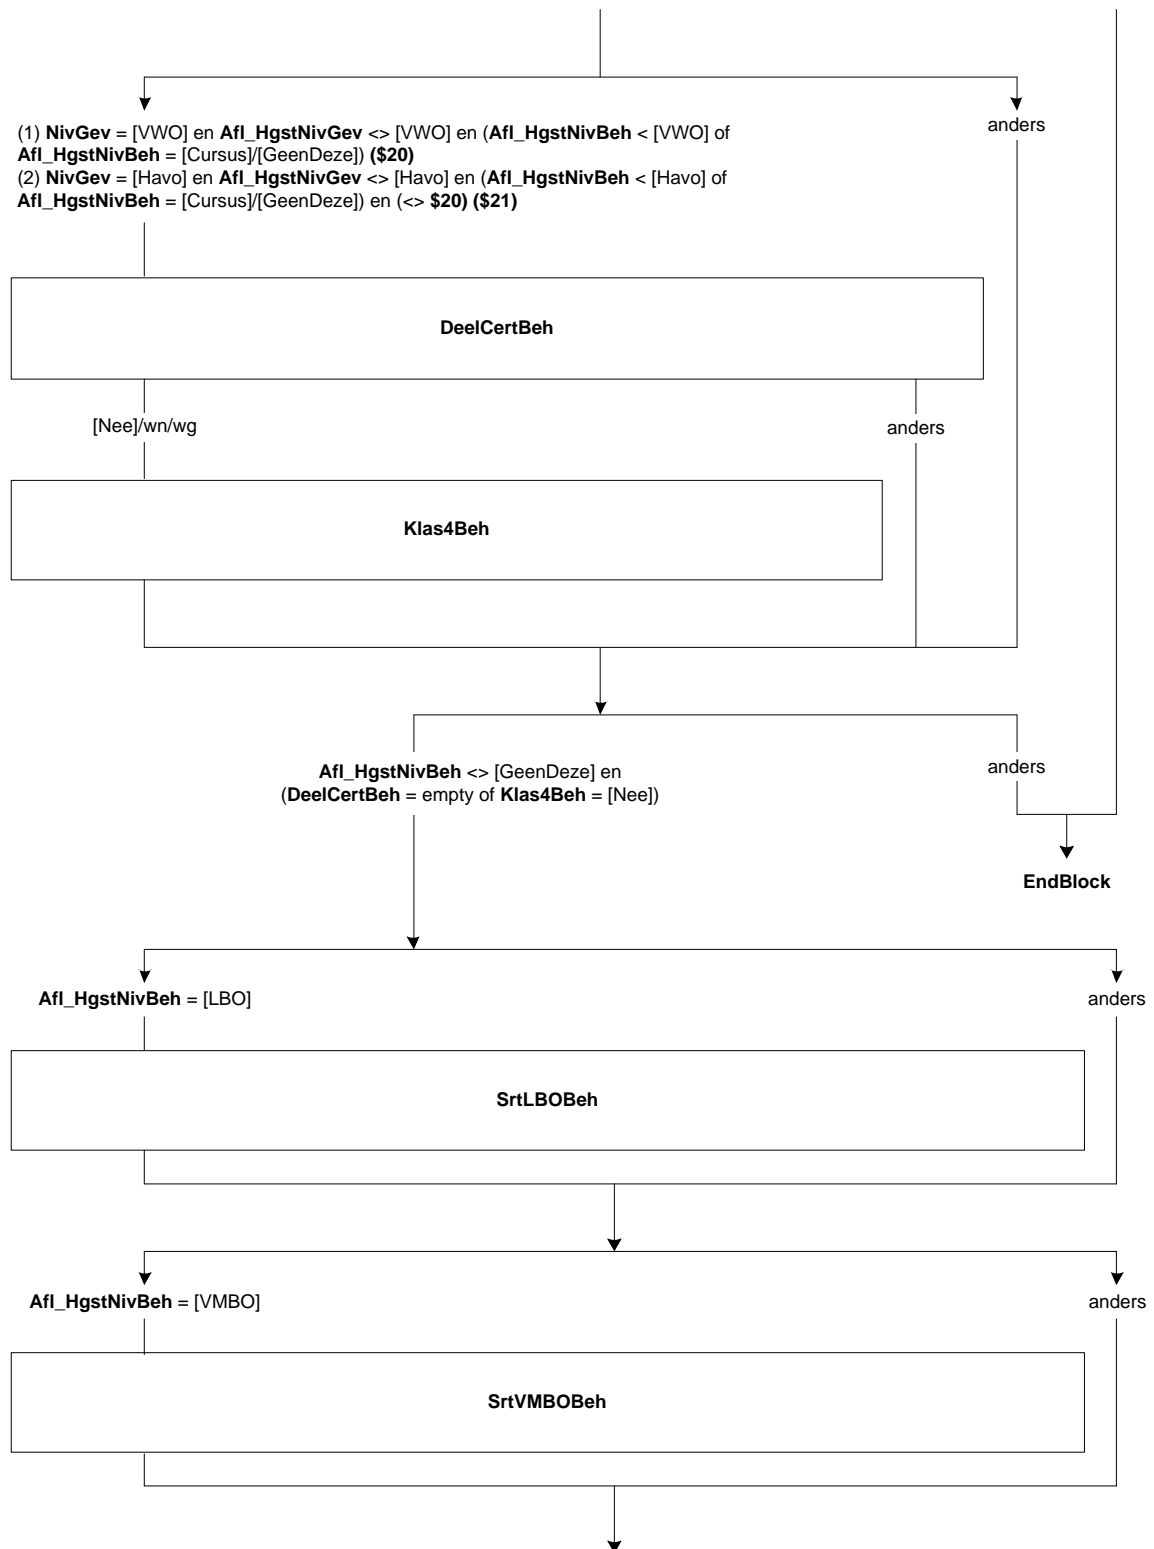 (1) NivGev = [VWO] en Afl_HgstNivGev <> [VWO] en (Afl_HgstNivBeh < [VWO] of
Afl_HgstNivBeh = [Cursus]/[GeenDeze]) ($20)
(2) NivGev = [Havo] en Afl_HgstNivGev <> [Havo] en (Afl_HgstNivBeh < [Havo] of
Afl_HgstNivBeh = [Cursus]/[GeenDeze]) en (<> $20) ($21)
anders
DeelCertBeh
[Nee]/wn/wg
anders
Klas4Beh
Afl_HgstNivBeh <> [GeenDeze] en
(DeelCertBeh = empty of Klas4Beh = [Nee])
anders
EndBlock
Afl_HgstNivBeh = [LBO]
anders
SrtLBOBeh
Afl_HgstNivBeh = [VMBO]
anders
SrtVMBOBeh